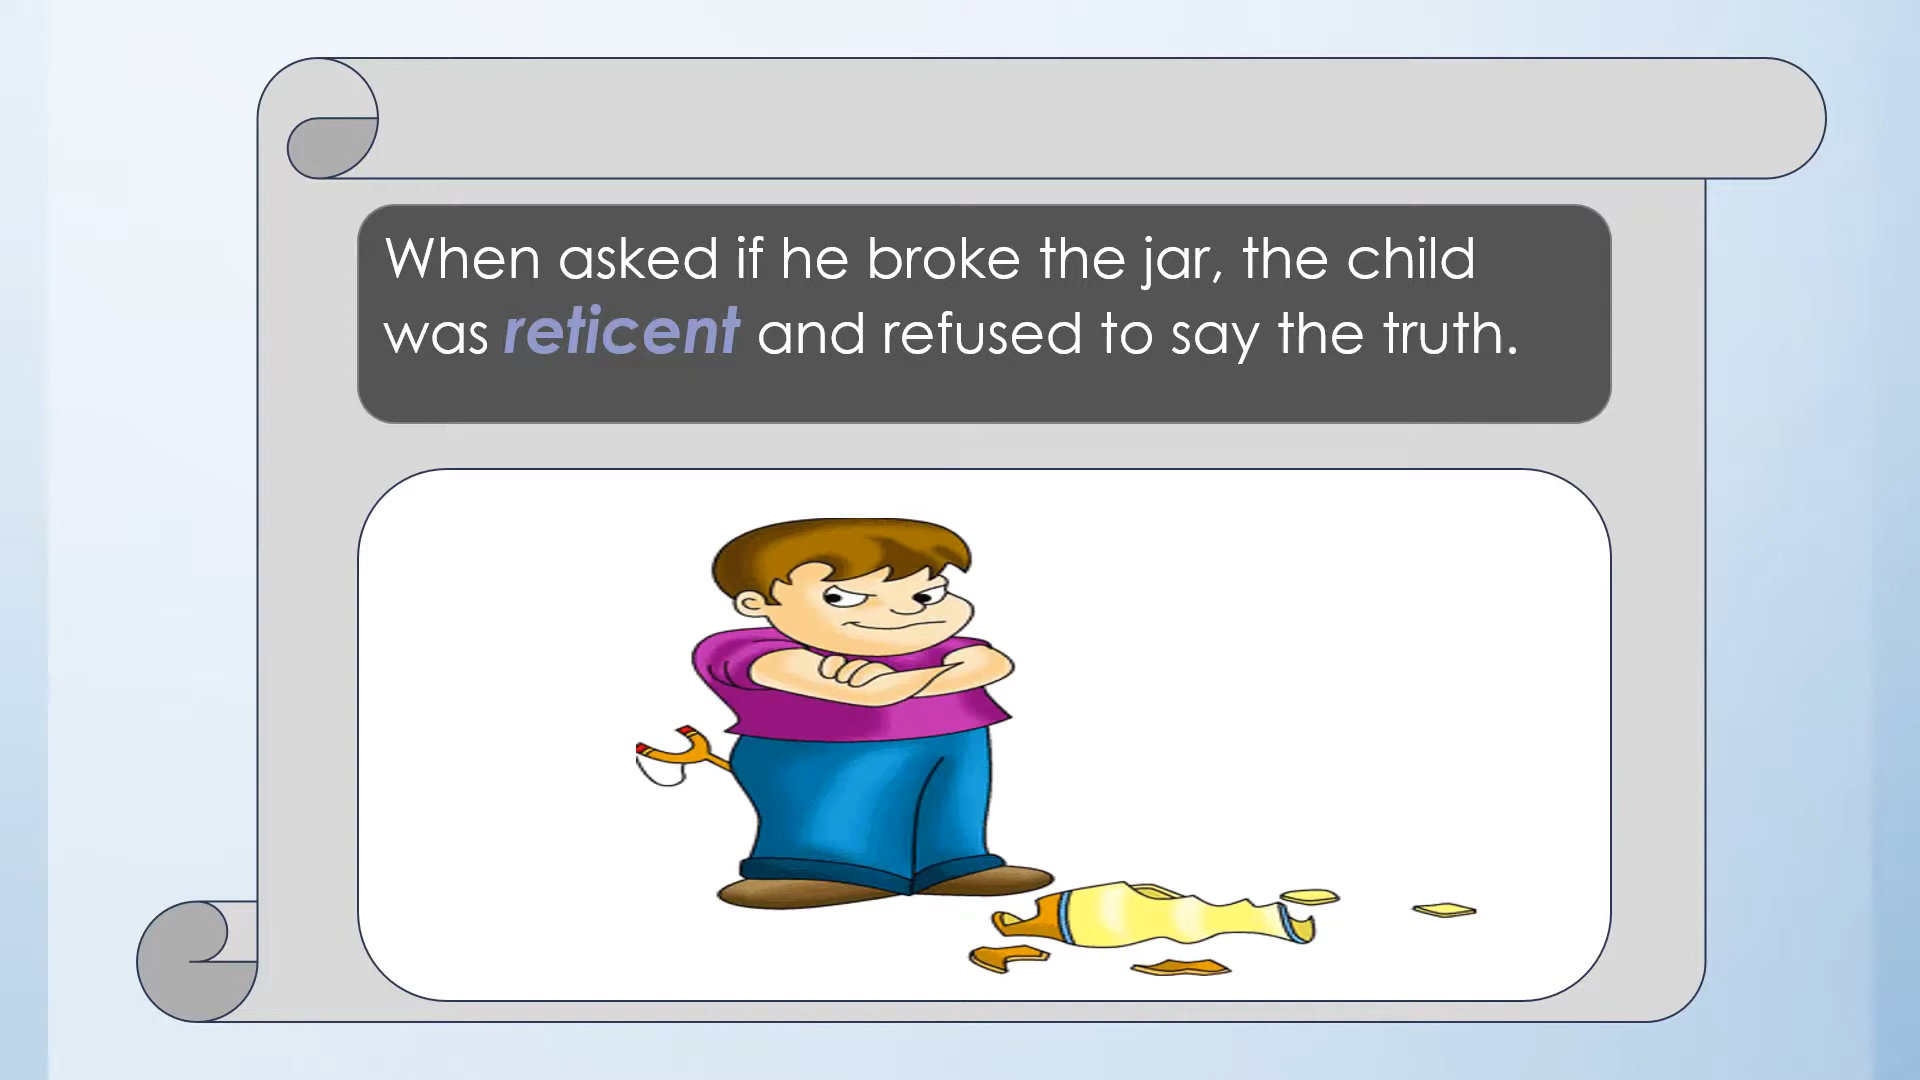 When asked if he broke the jar, the child
was reticent and refused to say the truth.